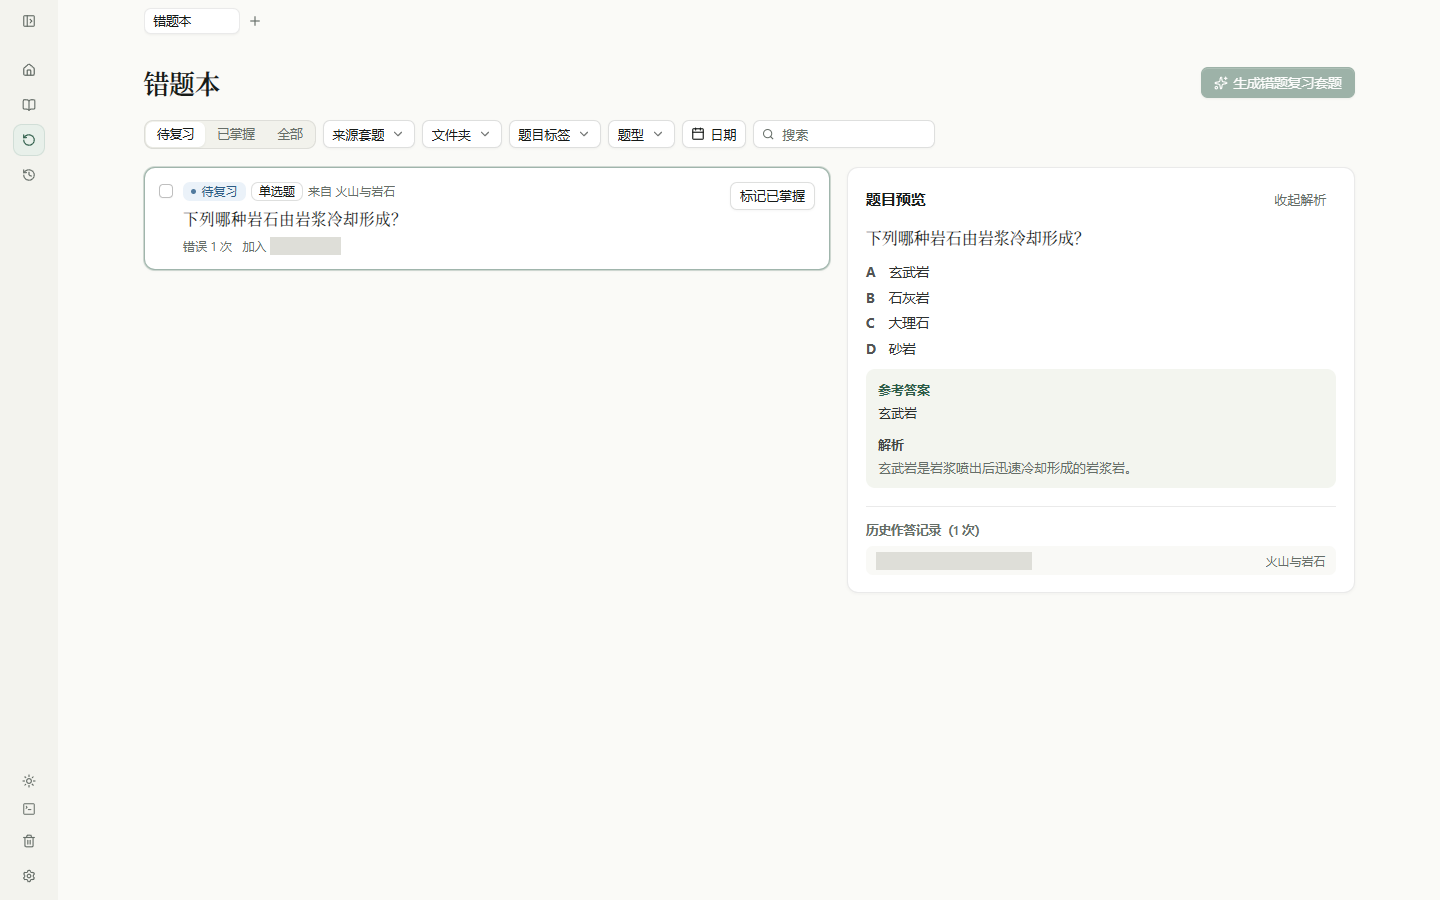 错题本
错题本
生成错题复习套题
待复习 已掌握 全部 来源套题 文件夹 题目标签 题型 日期 搜索
待复习 单选题 来自 火山与岩石
标记已掌握
下列哪种岩石由岩浆冷却形成？
错误 1 次 加入
题目预览
收起解析
下列哪种岩石由岩浆冷却形成？
A 玄武岩
B 石灰岩
C 大理石
D 砂岩
参考答案
玄武岩
解析
玄武岩是岩浆喷出后迅速冷却形成的岩浆岩。
历史作答记录（1 次）
火山与岩石